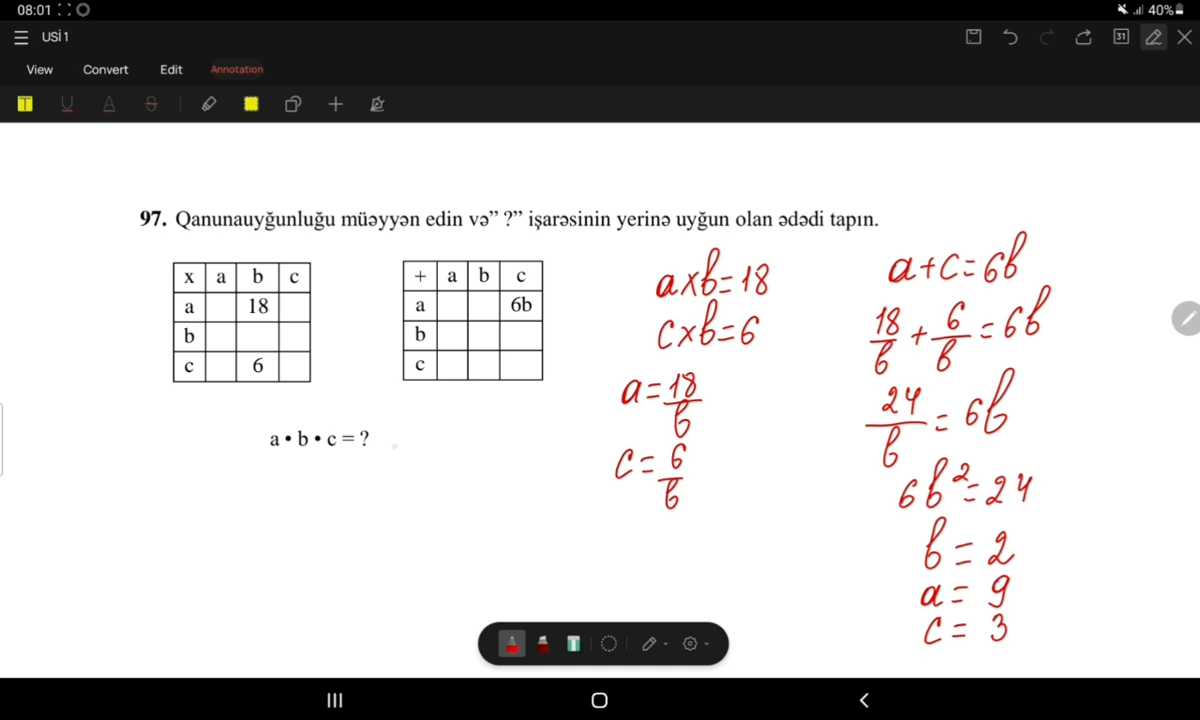 08:01 40%
USİ 1 31
View Convert Edit Annotation
T U A S
97. Qanunauyğunluğu müəyyən edin və” ?” işarəsinin yerinə uyğun olan ədədi tapın.
x a b c
a 18
b
c 6
+ a b c
a 6b
b
c
a • b • c = ?
a×b=18
c×b=6
a=18/b
c=6/b
a+c=6b
18/b + 6/b = 6b
24/b = 6b
6b²=24
b=2
a=9
c=3